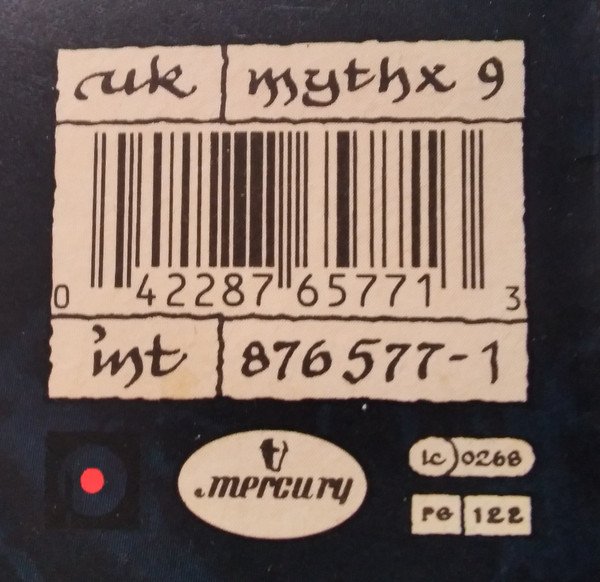 uk mythx 9
0 42287 65771 3
int 876 577-1
mercury
LC 0268
PG 122